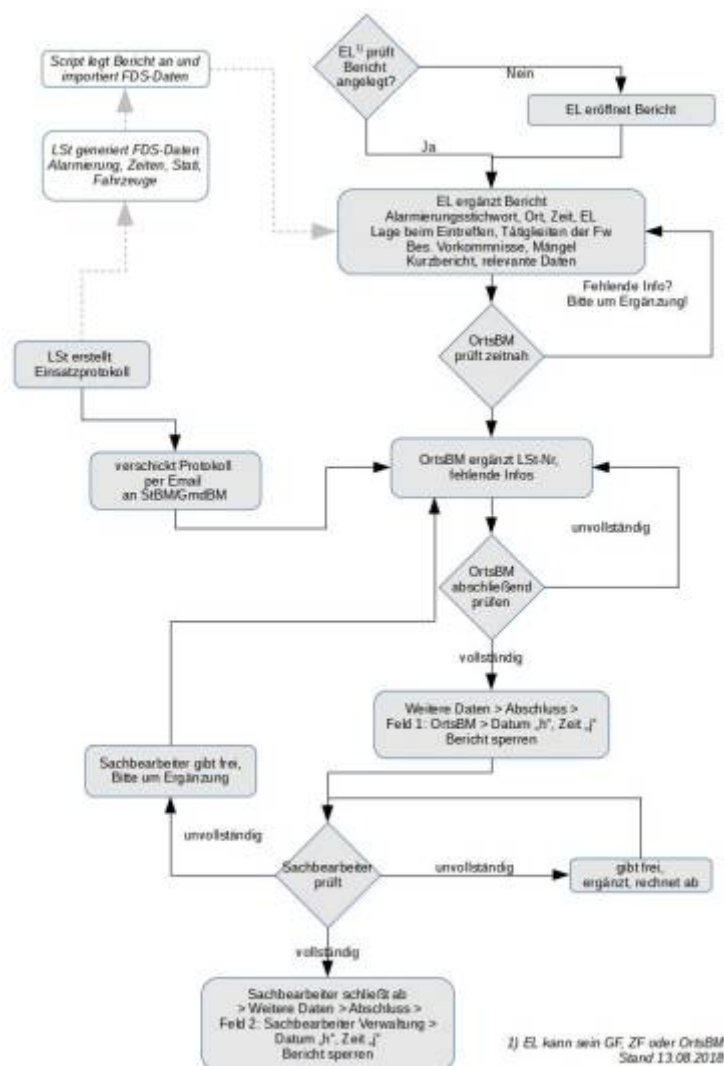 EL¹⁾ prüft
Bericht
angelegt?
Nein
EL eröffnet Bericht
Ja
Script legt Bericht an und
importiert FDS-Daten
LSt generiert FDS-Daten
Alarmierung, Zeiten, Stati,
Fahrzeuge
EL ergänzt Bericht
Alarmierungsstichwort, Ort, Zeit, EL
Lage beim Eintreffen, Tätigkeiten der Fw
Bes. Vorkommnisse, Mängel
Kurzbericht, relevante Daten
Fehlende Info?
Bitte um Ergänzung!
OrtsBM
prüft zeitnah
LSt erstellt
Einsatzprotokoll
verschickt Protokoll
per Email
an StBM/GmdBM
OrtsBM ergänzt LSt-Nr,
fehlende Infos
unvollständig
OrtsBM
abschließend
prüfen
vollständig
Weitere Daten > Abschluss >
Feld 1: OrtsBM > Datum „h“, Zeit „j“
Bericht sperren
Sachbearbeiter gibt frei,
Bitte um Ergänzung
unvollständig
Sachbearbeiter
prüft
unvollständig
gibt frei,
ergänzt, rechnet ab
vollständig
Sachbearbeiter schließt ab
> Weitere Daten > Abschluss >
Feld 2: Sachbearbeiter Verwaltung >
Datum „h“, Zeit „j“
Bericht sperren
1) EL kann sein GF, ZF oder OrtsBM
Stand 13.08.2018